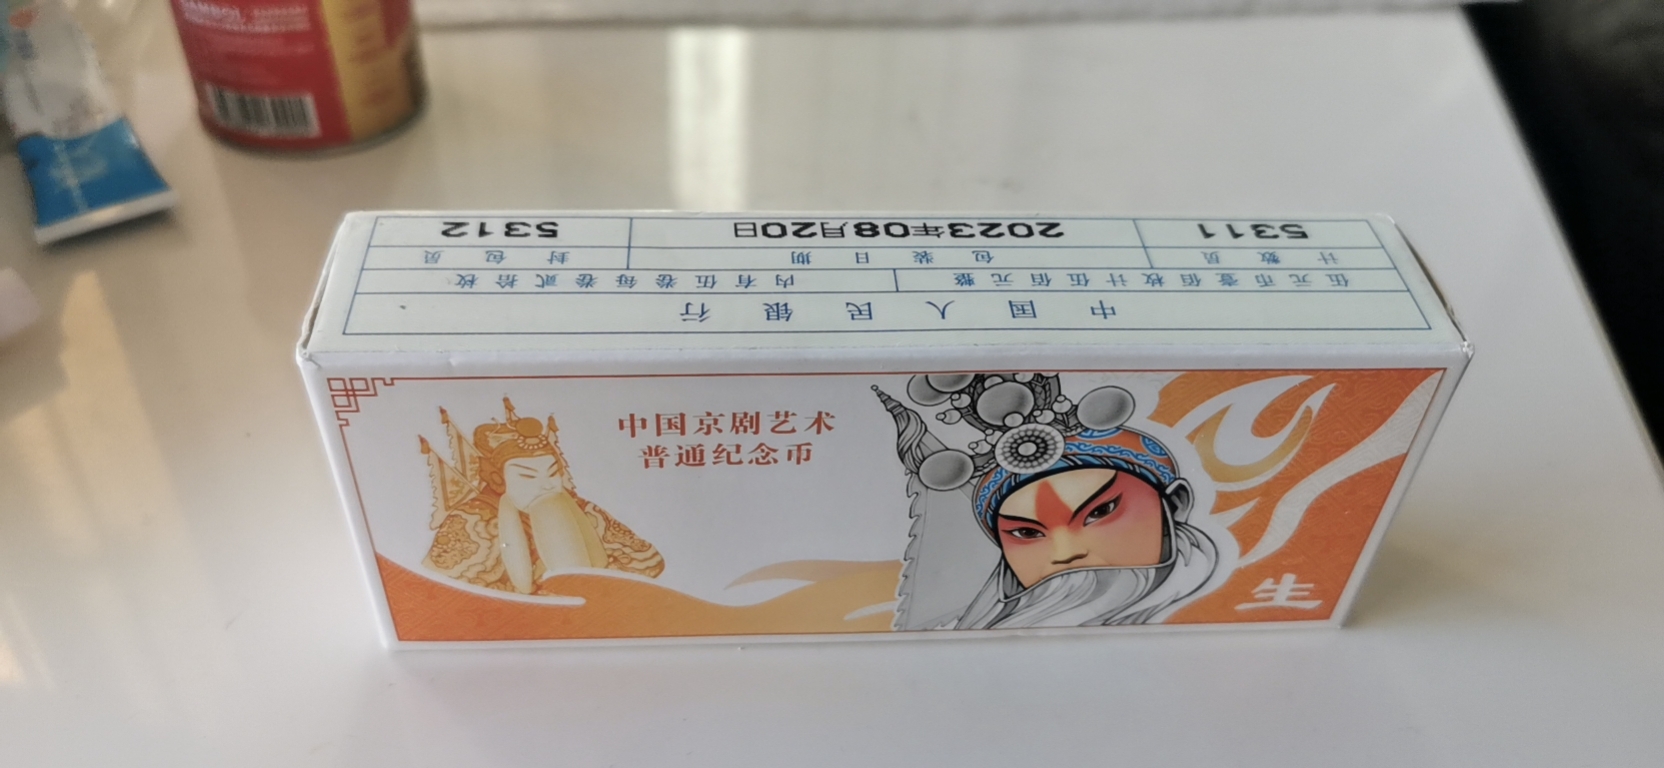 中国人民银行
伍元币壹佰枚计伍佰元整 内有伍卷每卷贰拾枚
计数员 包装日期 封包员
5311 2023年08月20日 5312
中国京剧艺术
普通纪念币
生